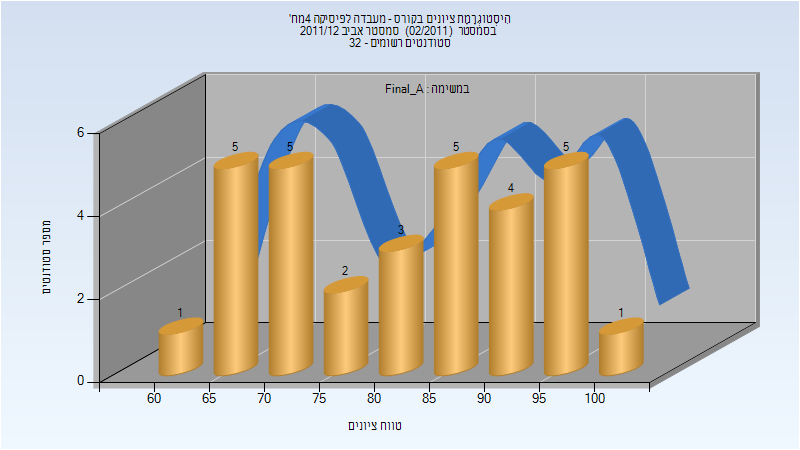 היסטוגרמת ציונים בקורס - מעבדה לפיסיקה 4מח'
בסמסטר (02/2011) סמסטר אביב 2011/12
סטודנטים רשומים - 32
במשימה : Final_A
מספר סטודנטים
6
4
2
0
1
5
5
2
3
5
4
5
1
60 65 70 75 80 85 90 95 100
טווח ציונים